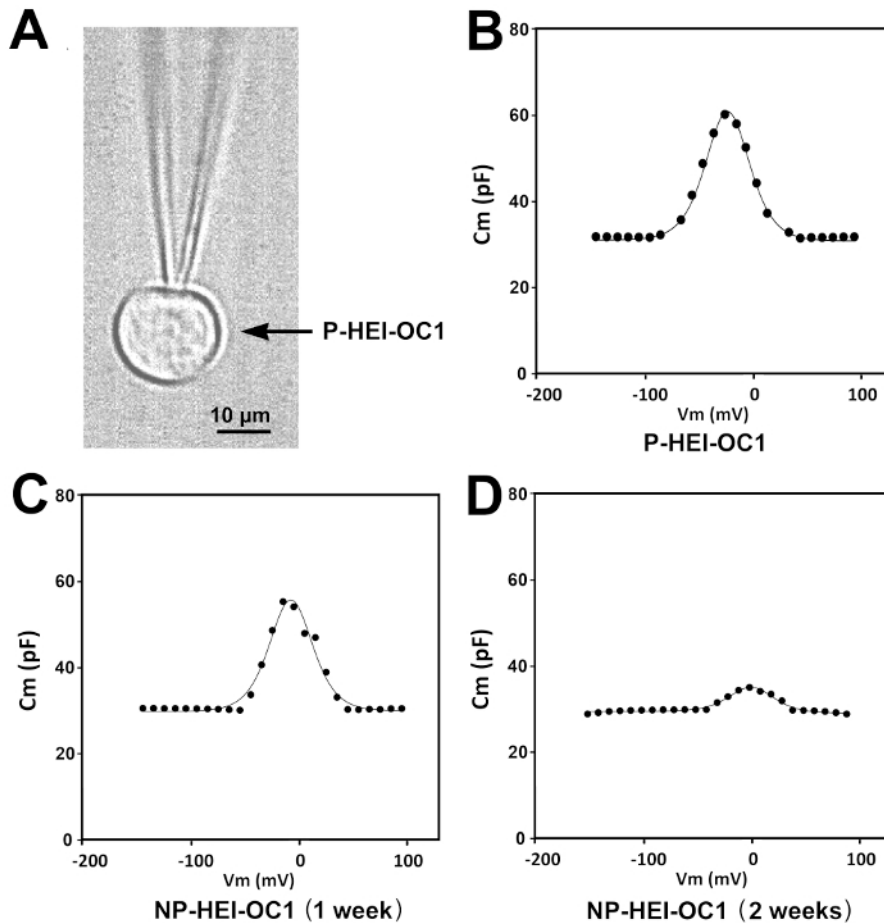 A
P-HEI-OC1
10 µm
B
80
60
40
20
0
Cm (pF)
-200
-100
0
100
Vm (mV)
P-HEI-OC1
C
80
60
40
20
0
Cm (pF)
-200
-100
0
100
Vm (mV)
NP-HEI-OC1 (1 week)
D
80
60
40
20
0
Cm (pF)
-200
-100
0
100
Vm (mV)
NP-HEI-OC1 (2 weeks)